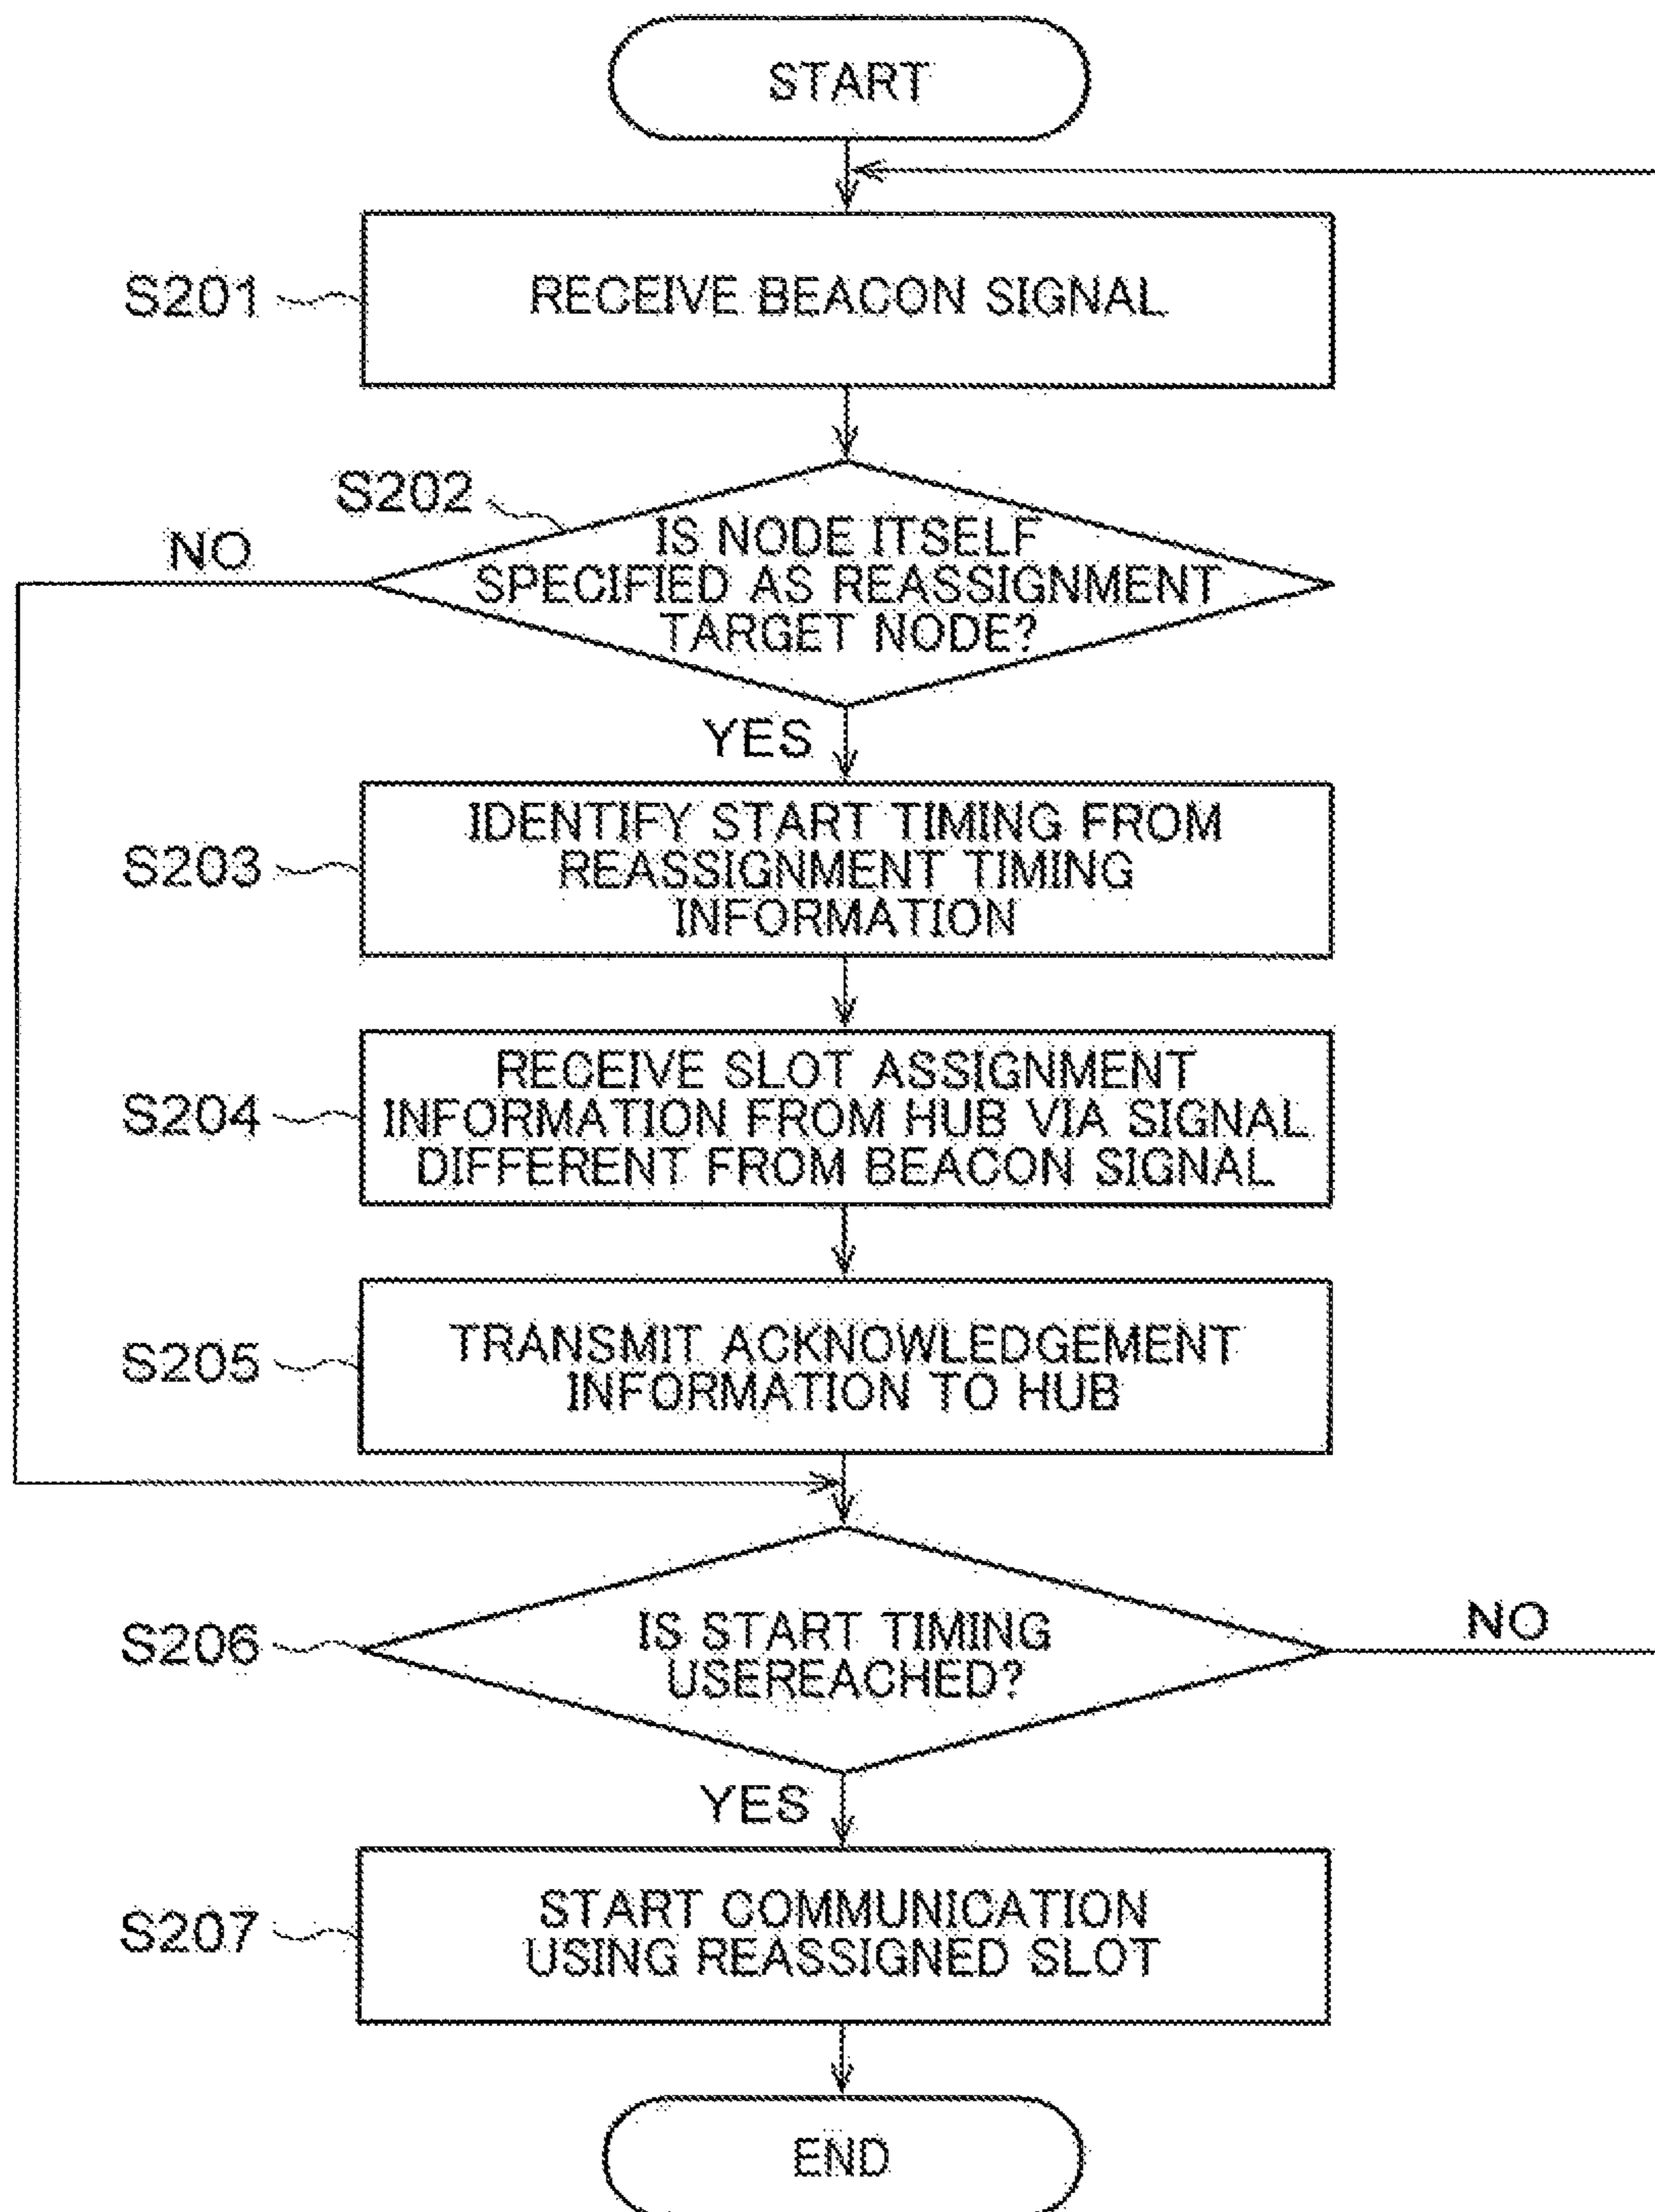 START
S201
RECEIVE BEACON SIGNAL
S202
NO
IS NODE ITSELF
SPECIFIED AS REASSIGNMENT
TARGET NODE?
YES
S203
IDENTIFY START TIMING FROM
REASSIGNMENT TIMING
INFORMATION
S204
RECEIVE SLOT ASSIGNMENT
INFORMATION FROM HUB VIA SIGNAL
DIFFERENT FROM BEACON SIGNAL
S205
TRANSMIT ACKNOWLEDGEMENT
INFORMATION TO HUB
S206
IS START TIMING
USEREACHED?
NO
YES
S207
START COMMUNICATION
USING REASSIGNED SLOT
END